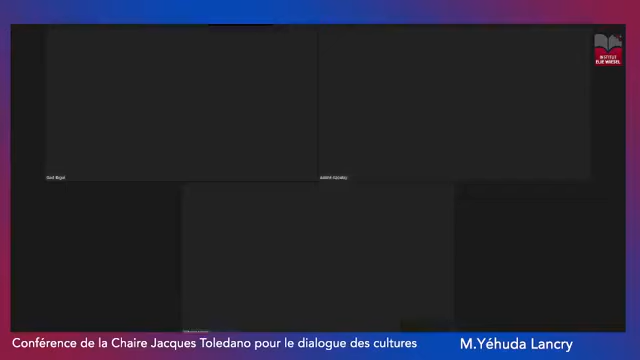 INSTITUT
ELIE WIESEL
Conférence de la Chaire Jacques Toledano pour le dialogue des cultures
M.Yéhuda Lancry